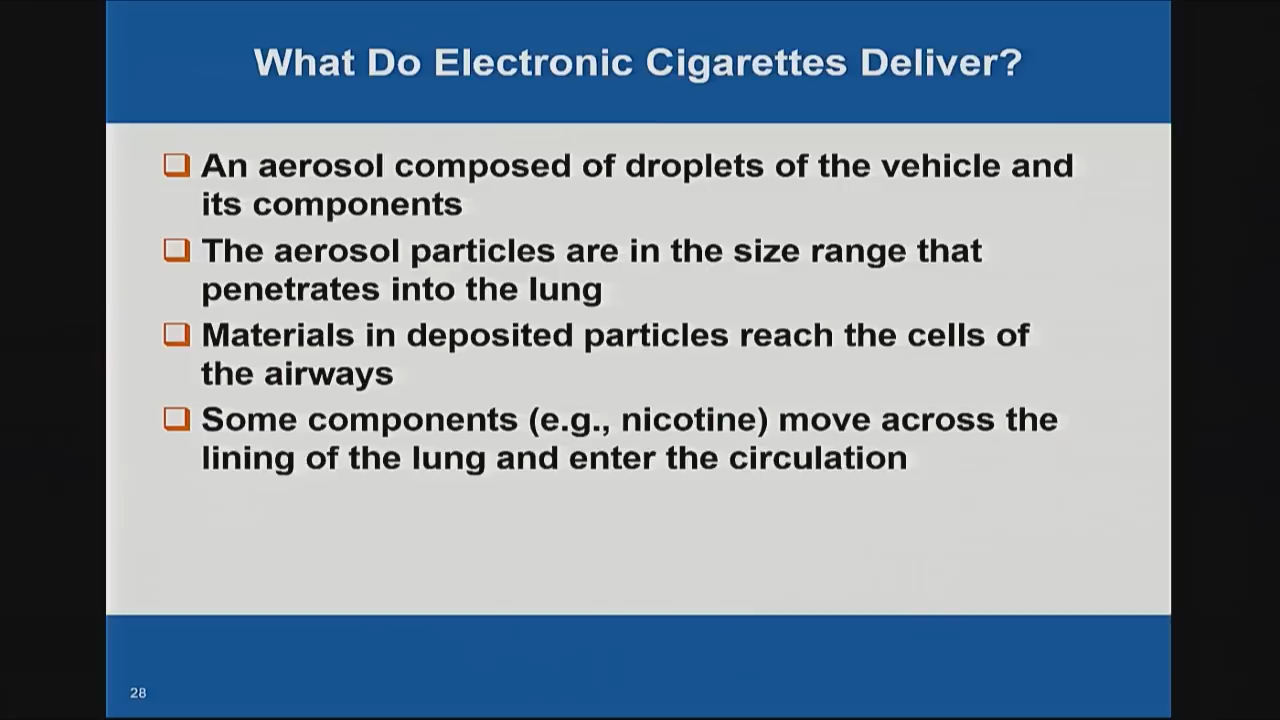 What Do Electronic Cigarettes Deliver?
An aerosol composed of droplets of the vehicle and
its components
The aerosol particles are in the size range that
penetrates into the lung
Materials in deposited particles reach the cells of
the airways
Some components (e.g., nicotine) move across the
lining of the lung and enter the circulation
28